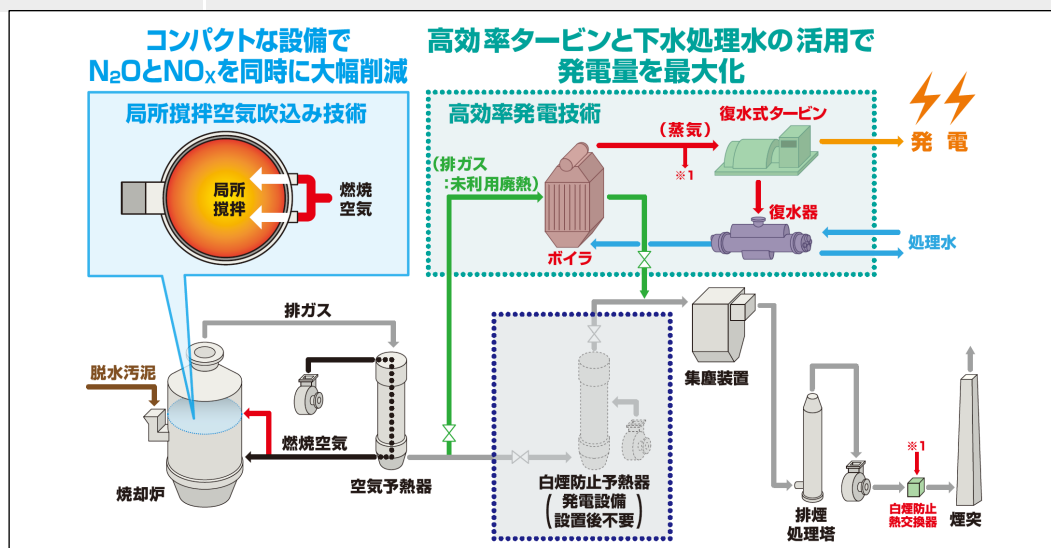 コンパクトな設備で
N₂OとNOxを同時に大幅削減
高効率タービンと下水処理水の活用で
発電量を最大化
局所撹拌空気吹込み技術
局所
撹拌
燃焼
空気
高効率発電技術
(排ガス
:未利用廃熱)
(蒸気)
※1
復水式タービン
発電
復水器
処理水
ボイラ
排ガス
脱水汚泥
燃焼空気
焼却炉
空気予熱器
白煙防止予熱器
(発電設備
設置後不要)
集塵装置
排煙
処理塔
※1
白煙防止
熱交換器
煙突